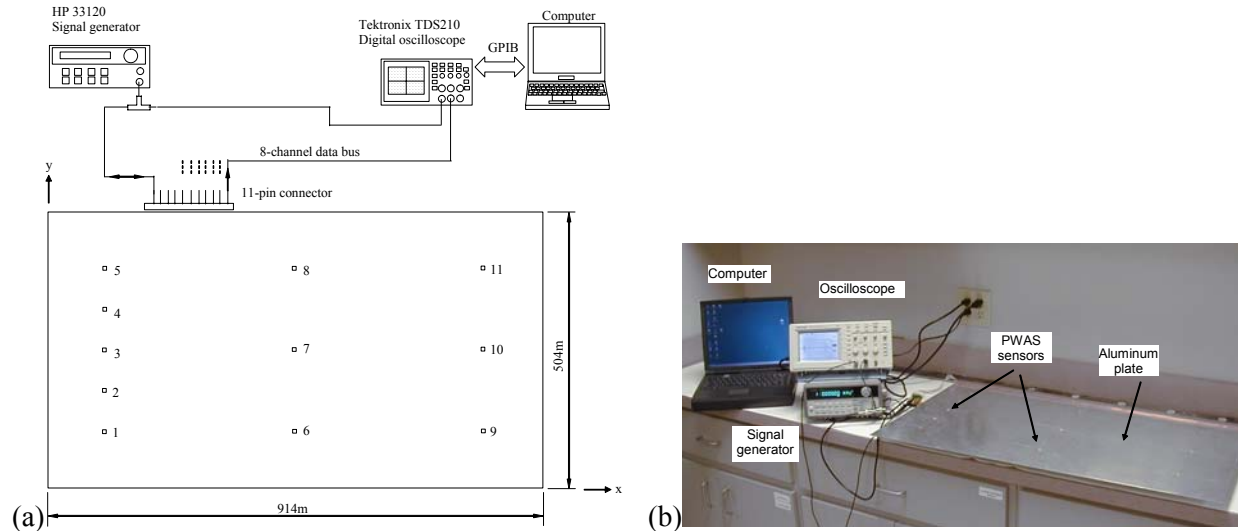 HP 33120
Signal generator
Tektronix TDS210
Digital oscilloscope
GPIB
Computer
8-channel data bus
11-pin connector
y
5
8
11
4
3
7
10
2
1
6
9
504m
x
914m
(a)
Computer
Oscilloscope
PWAS
sensors
Aluminum
plate
Signal
generator
(b)